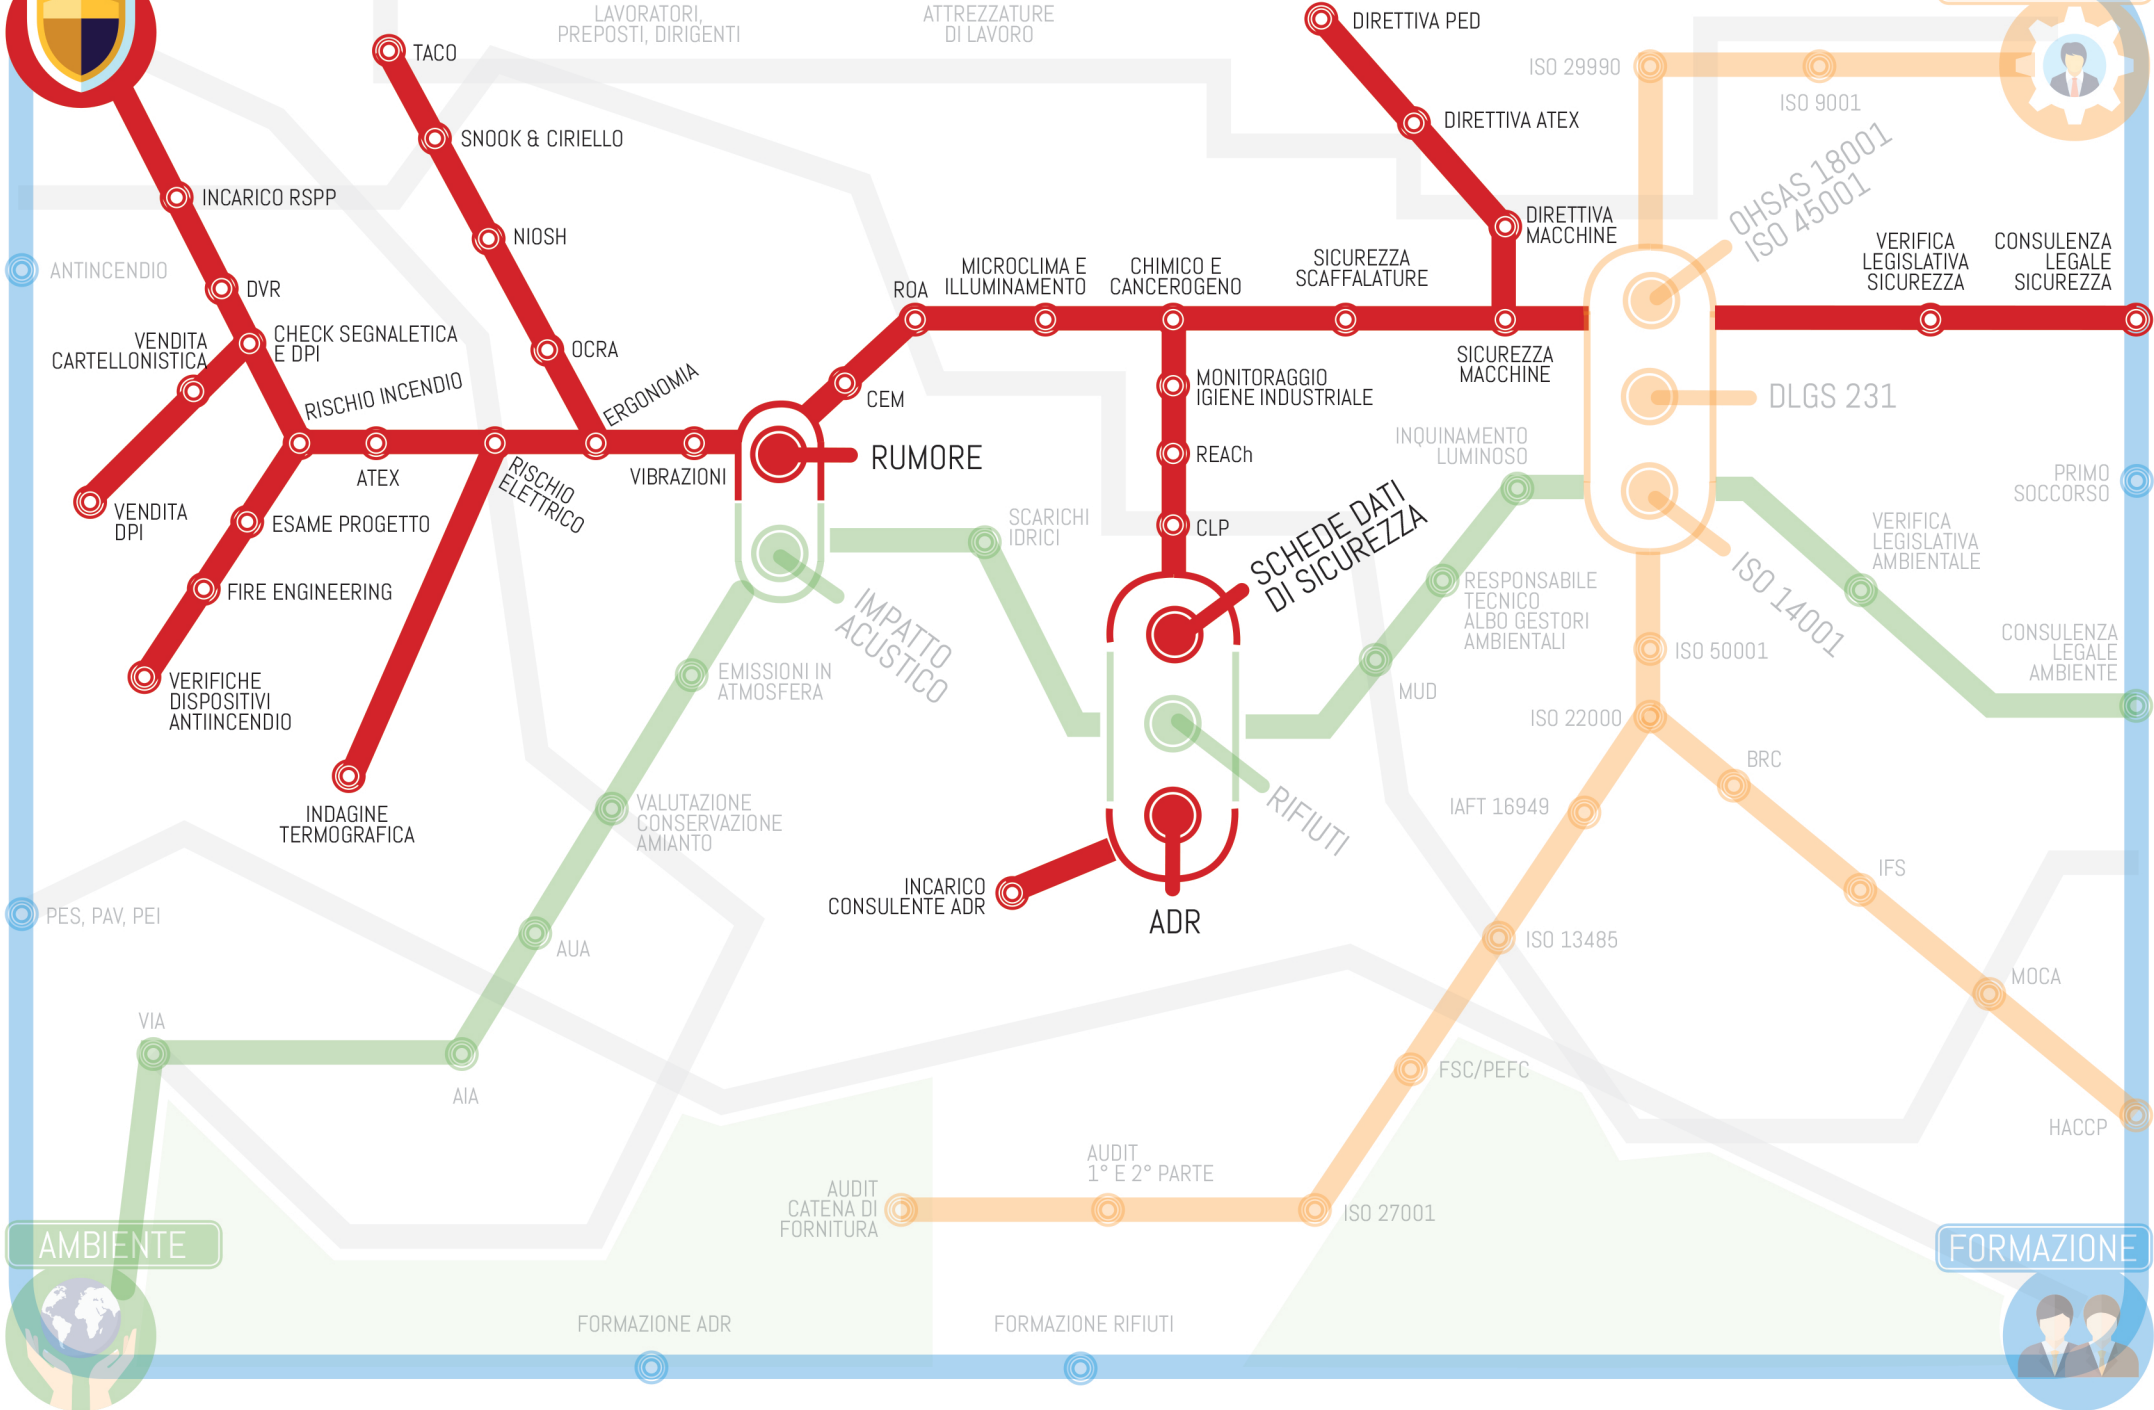 LAVORATORI,
PREPOSTI, DIRIGENTI
ATTREZZATURE
DI LAVORO
DIRETTIVA PED
TACO
ISO 29990
ISO 9001
DIRETTIVA ATEX
SNOOK & CIRIELLO
OHSAS 18001
ISO 45001
INCARICO RSPP
DIRETTIVA
MACCHINE
NIOSH
VERIFICA
LEGISLATIVA
SICUREZZA
CONSULENZA
LEGALE
SICUREZZA
ANTINCENDIO
MICROCLIMA E
ILLUMINAMENTO
CHIMICO E
CANCEROGENO
SICUREZZA
SCAFFALATURE
DVR
ROA
VENDITA
CARTELLONISTICA
CHECK SEGNALETICA
E DPI
OCRA
SICUREZZA
MACCHINE
RISCHIO INCENDIO
ERGONOMIA
CEM
MONITORAGGIO
IGIENE INDUSTRIALE
DLGS 231
INQUINAMENTO
LUMINOSO
RUMORE
REACh
ATEX
RISCHIO
ELETTRICO
VIBRAZIONI
PRIMO
SOCCORSO
VENDITA
DPI
ESAME PROGETTO
SCARICHI
IDRICI
CLP
SCHEDE DATI
DI SICUREZZA
VERIFICA
LEGISLATIVA
AMBIENTALE
FIRE ENGINEERING
IMPATTO
ACUSTICO
RESPONSABILE
TECNICO
ALBO GESTORI
AMBIENTALI
ISO 14001
CONSULENZA
LEGALE
AMBIENTE
ISO 50001
VERIFICHE
DISPOSITIVI
ANTIINCENDIO
EMISSIONI IN
ATMOSFERA
MUD
ISO 22000
BRC
INDAGINE
TERMOGRAFICA
VALUTAZIONE
CONSERVAZIONE
AMIANTO
RIFIUTI
IAFT 16949
IFS
INCARICO
CONSULENTE ADR
ADR
PES, PAV, PEI
AUA
ISO 13485
MOCA
VIA
AIA
FSC/PEFC
HACCP
AUDIT
1° E 2° PARTE
AUDIT
CATENA DI
FORNITURA
ISO 27001
AMBIENTE
FORMAZIONE
FORMAZIONE ADR
FORMAZIONE RIFIUTI